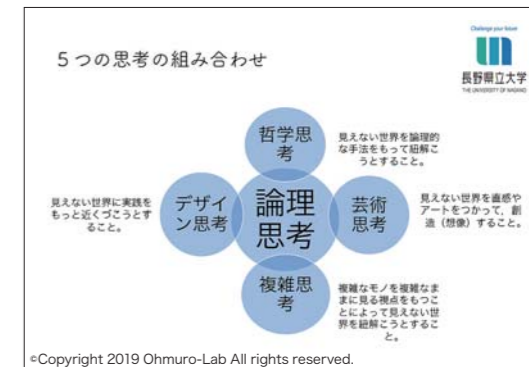 Challenge your future
5つの思考の組み合わせ
長野県立大学
THE UNIVERSITY OF NAGANO
哲学思
考
見えない世界を論理的
な手法をもって紐解こ
うとすること。
見えない世界に実践を
もっと近くづこうとす
ること。
デザイ
ン思考
論理
思考
芸術
思考
見えない世界を直感や
アートをつかって，創
造（想像）すること。
複雑思
考
複雑なモノを複雑なま
まに見る視点をもつこ
とによって見えない世
界を紐解こうとするこ
と。
©Copyright 2019 Ohmuro-Lab All rights reserved.